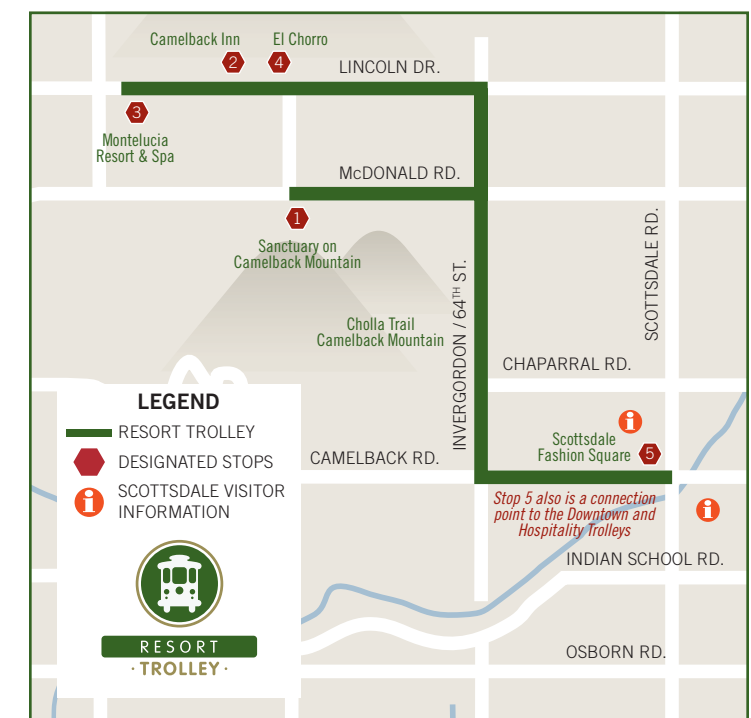 Camelback Inn
El Chorro
2
4
LINCOLN DR.
3
Montelucia
Resort & Spa
McDONALD RD.
1
Sanctuary on
Camelback Mountain
SCOTTSDALE RD.
INVERGORDON / 64TH ST.
Cholla Trail
Camelback Mountain
CHAPARRAL RD.
LEGEND
RESORT TROLLEY
DESIGNATED STOPS
SCOTTSDALE VISITOR
INFORMATION
CAMELBACK RD.
i
Scottsdale
Fashion Square
5
Stop 5 also is a connection
point to the Downtown and
Hospitality Trolleys
i
i
INDIAN SCHOOL RD.
RESORT
· TROLLEY ·
OSBORN RD.